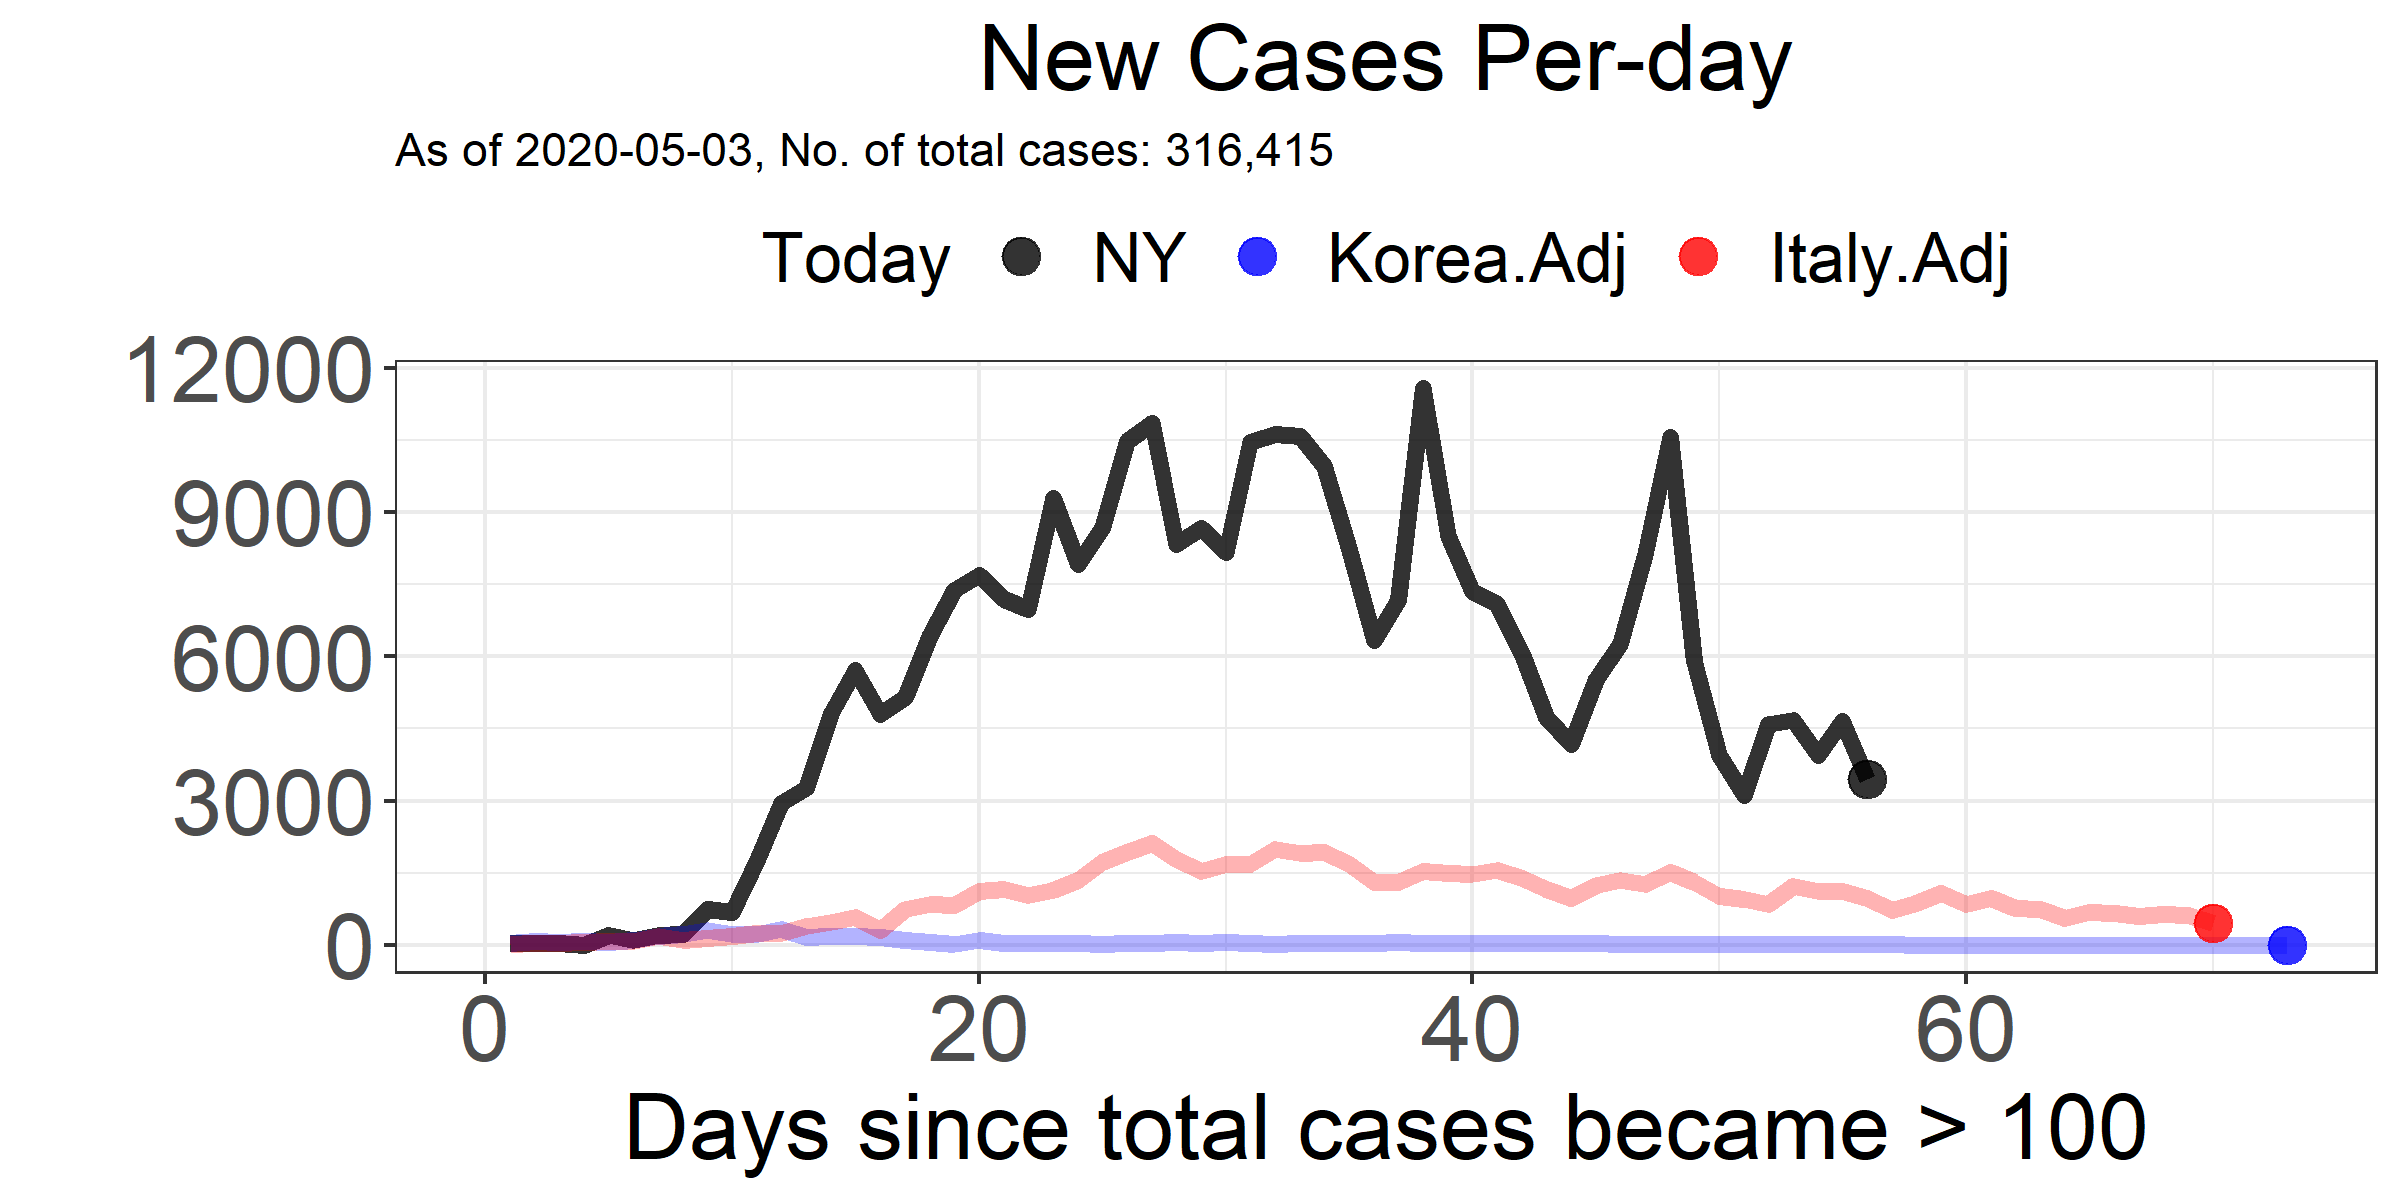 New Cases Per-day
As of 2020-05-03, No. of total cases: 316,415
Today NY Korea.Adj Italy.Adj
12000
9000
6000
3000
0
0 20 40 60
Days since total cases became > 100